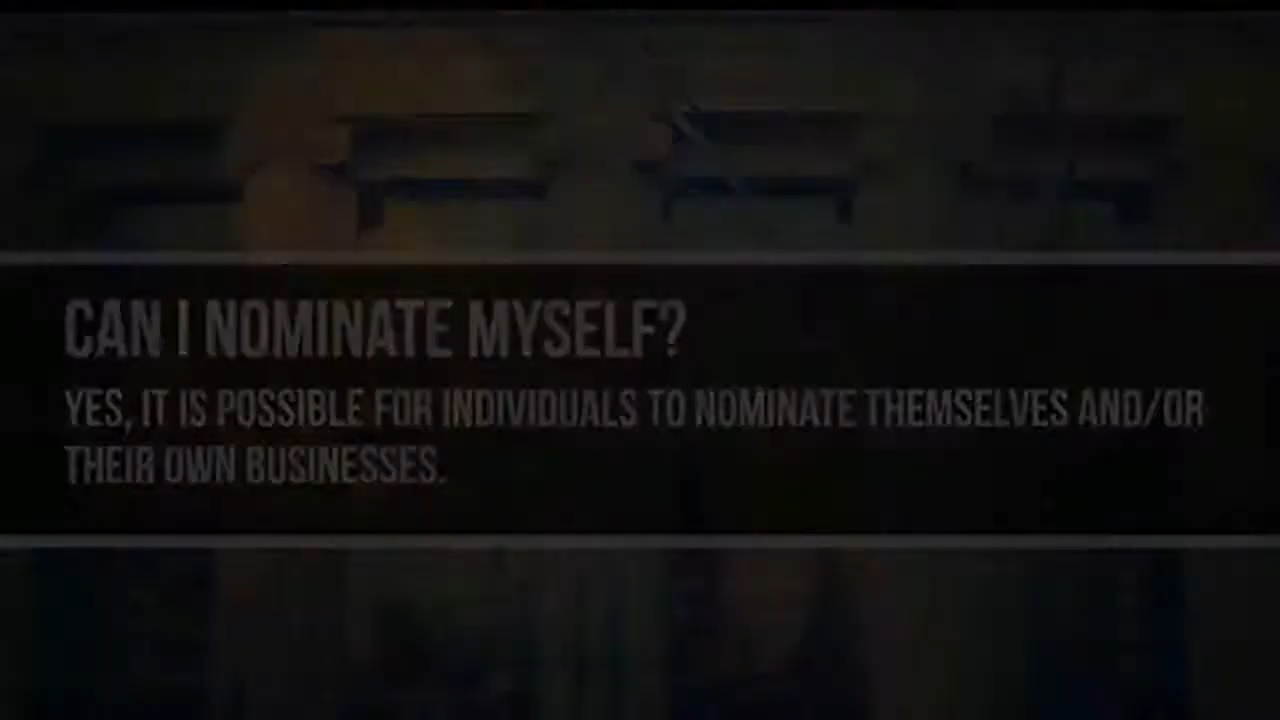 CAN I NOMINATE MYSELF?
YES, IT IS POSSIBLE FOR INDIVIDUALS TO NOMINATE THEMSELVES AND/OR
THEIR OWN BUSINESSES.